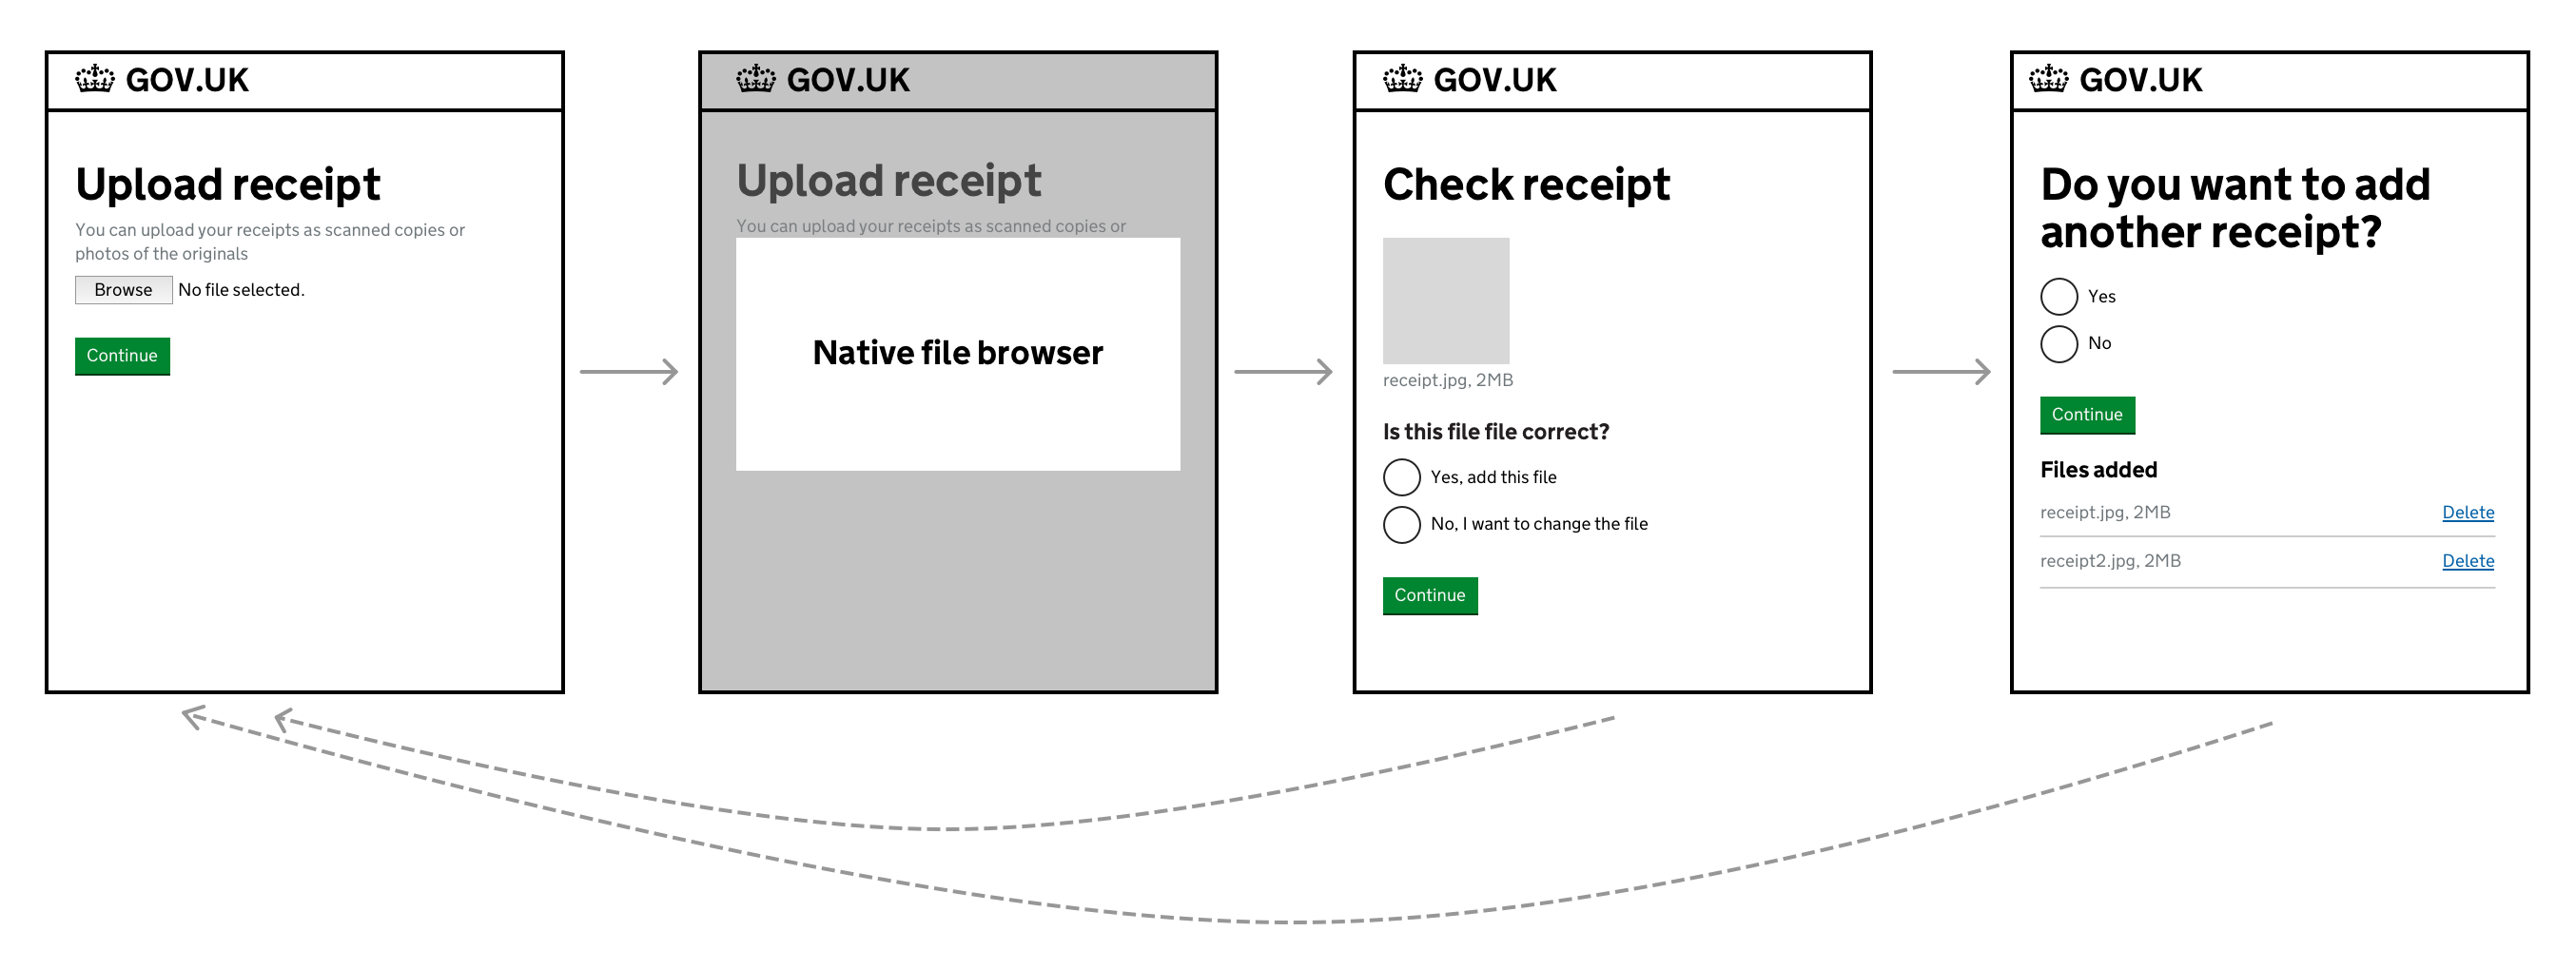 GOV.UK
Upload receipt
You can upload your receipts as scanned copies or
photos of the originals
Browse No file selected.
Continue
GOV.UK
Upload receipt
You can upload your receipts as scanned copies or
Native file browser
GOV.UK
Check receipt
receipt.jpg, 2MB
Is this file file correct?
Yes, add this file
No, I want to change the file
Continue
GOV.UK
Do you want to add
another receipt?
Yes
No
Continue
Files added
receipt.jpg, 2MB Delete
receipt2.jpg, 2MB Delete